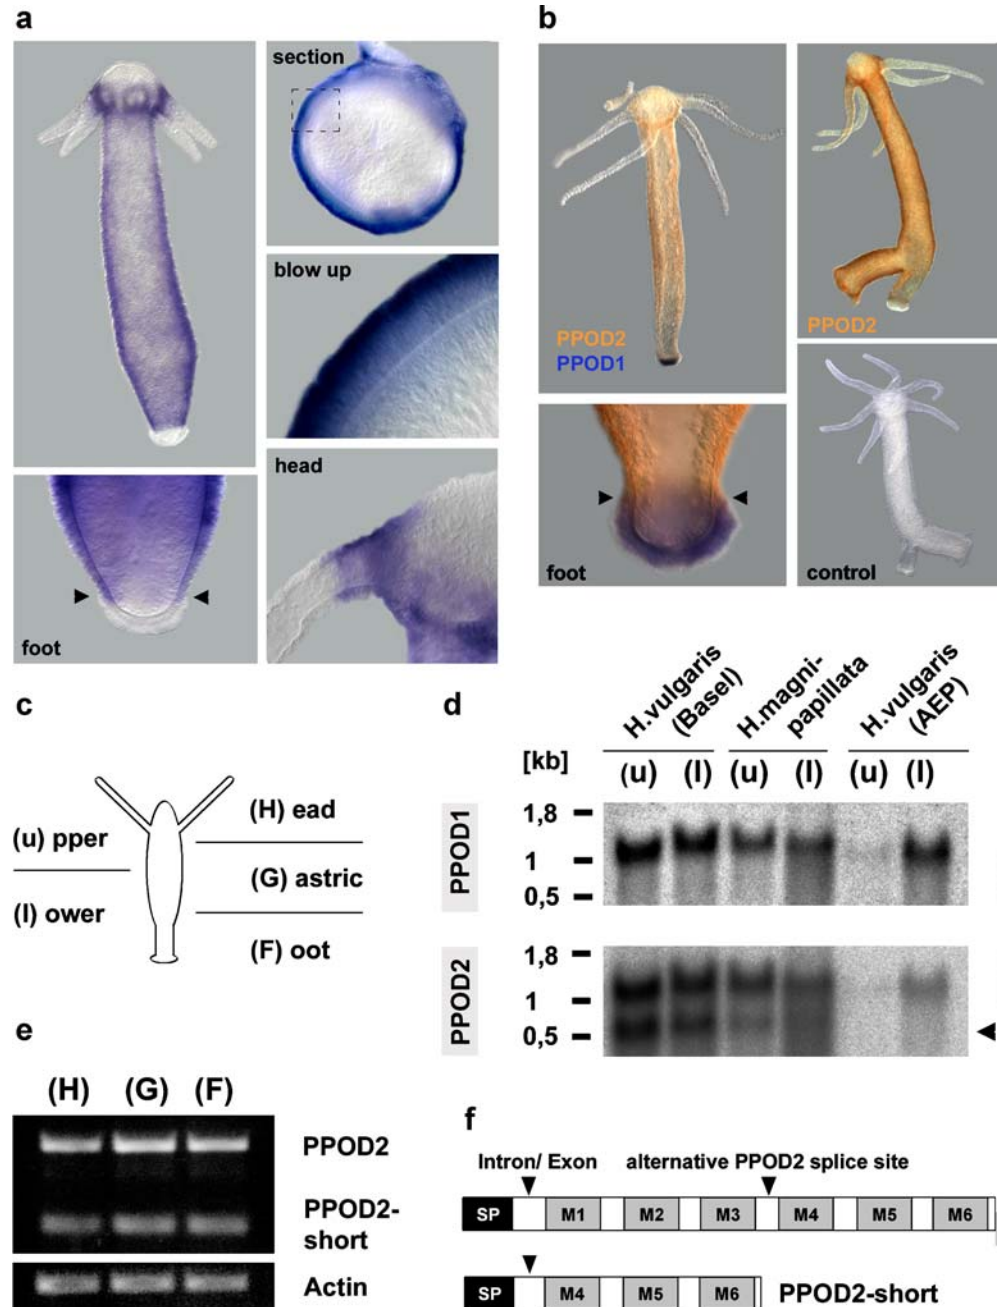 a
section
blow up
foot
head
b
PPOD2
PPOD1
PPOD2
foot
control
c
(u) pper
(l) ower
(H) ead
(G) astric
(F) oot
d
H.vulgaris
(Basel)
H.magni-
papillata
H.vulgaris
(AEP)
[kb]
(u) (l) (u) (l) (u) (l)
PPOD1
1,8
1
0,5
PPOD2
1,8
1
0,5
e
(H) (G) (F)
PPOD2
PPOD2-
short
Actin
f
Intron/ Exon alternative PPOD2 splice site
SP M1 M2 M3 M4 M5 M6
SP M4 M5 M6 PPOD2-short